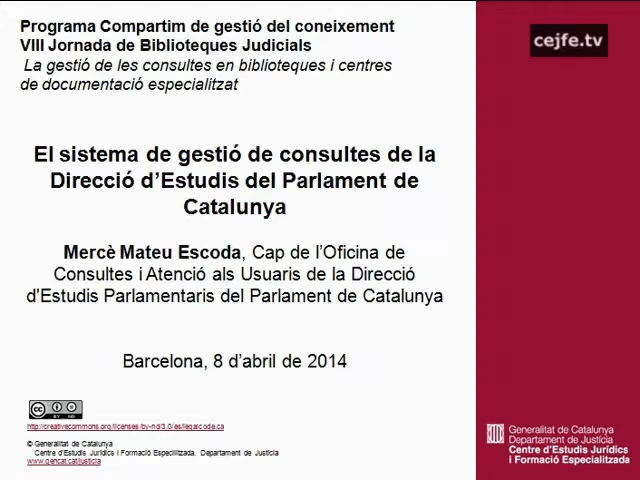 Programa Compartim de gestió del coneixement
VIII Jornada de Biblioteques Judicials
La gestió de les consultes en biblioteques i centres
de documentació especialitzat
cejfe.tv
El sistema de gestió de consultes de la
Direcció d'Estudis del Parlament de
Catalunya
Mercè Mateu Escoda, Cap de l'Oficina de
Consultes i Atenció als Usuaris de la Direcció
d'Estudis Parlamentaris del Parlament de Catalunya
Barcelona, 8 d'abril de 2014
cc
BY ND
http://creativecommons.org/licenses/by-nd/3.0/es/legalcode.ca
© Generalitat de Catalunya
Centre d'Estudis Jurídics i Formació Especialitzada. Departament de Justícia
www.gencat.cat/justicia
Generalitat de Catalunya
Departament de Justícia
Centre d'Estudis Jurídics
i Formació Especialitzada